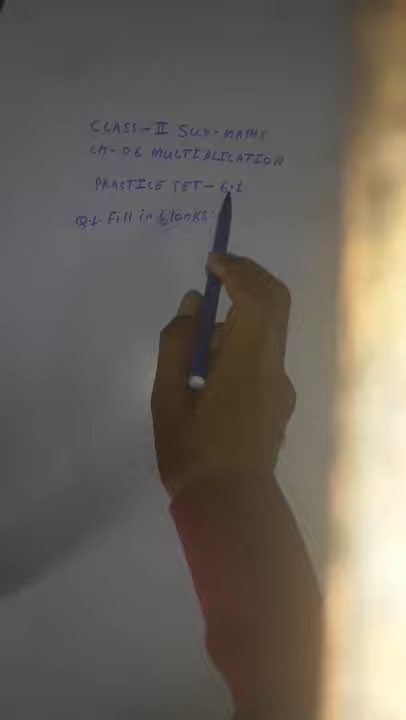 CLASS-II SUB-MATHS
CH-06 MULTIPLICATION
PRACTICE SET-6.1
Q.1. Fill in blanks: